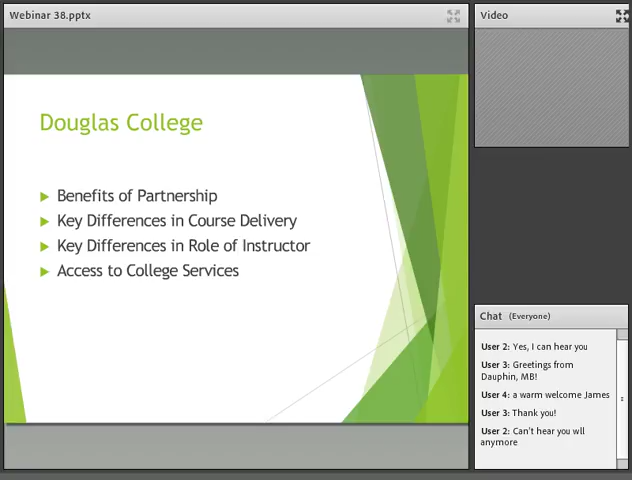 Webinar 38.pptx
Douglas College
Benefits of Partnership
Key Differences in Course Delivery
Key Differences in Role of Instructor
Access to College Services
Video
Chat (Everyone)
User 2: Yes, I can hear you
User 3: Greetings from
Dauphin, MB!
User 4: a warm welcome James
User 3: Thank you!
User 2: Can't hear you wll
anymore